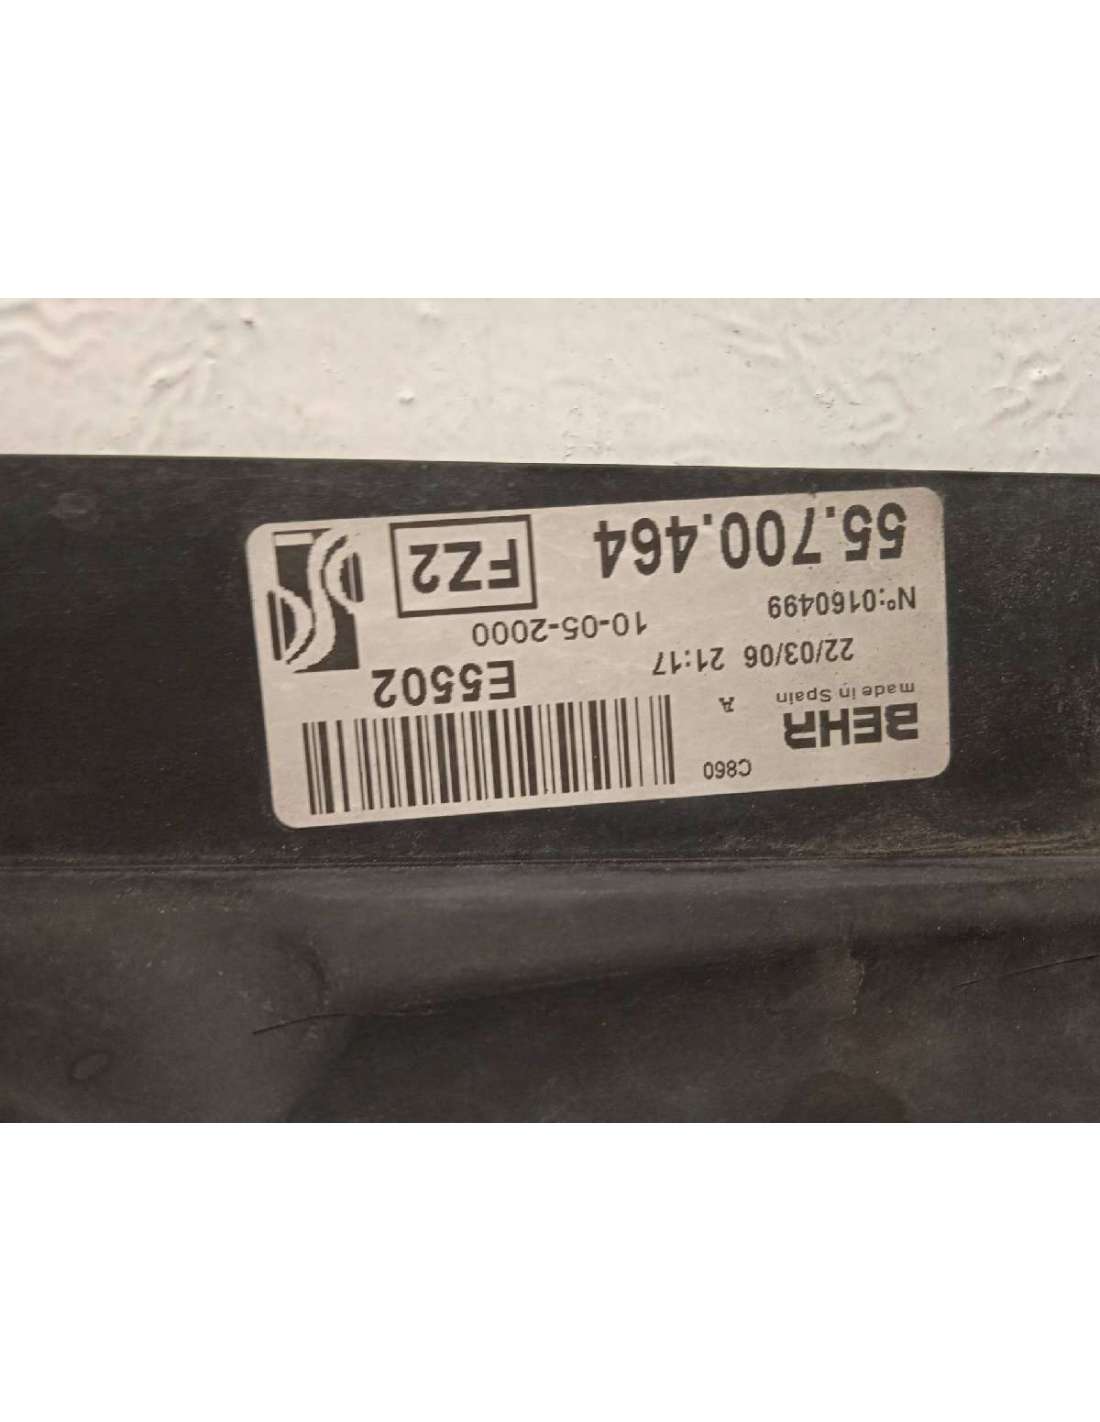 C860
BEHR
made in Spain A
22/03/06 21:17
E5502
Nº:0160499
10-05-2000
55.700.464
FZ2